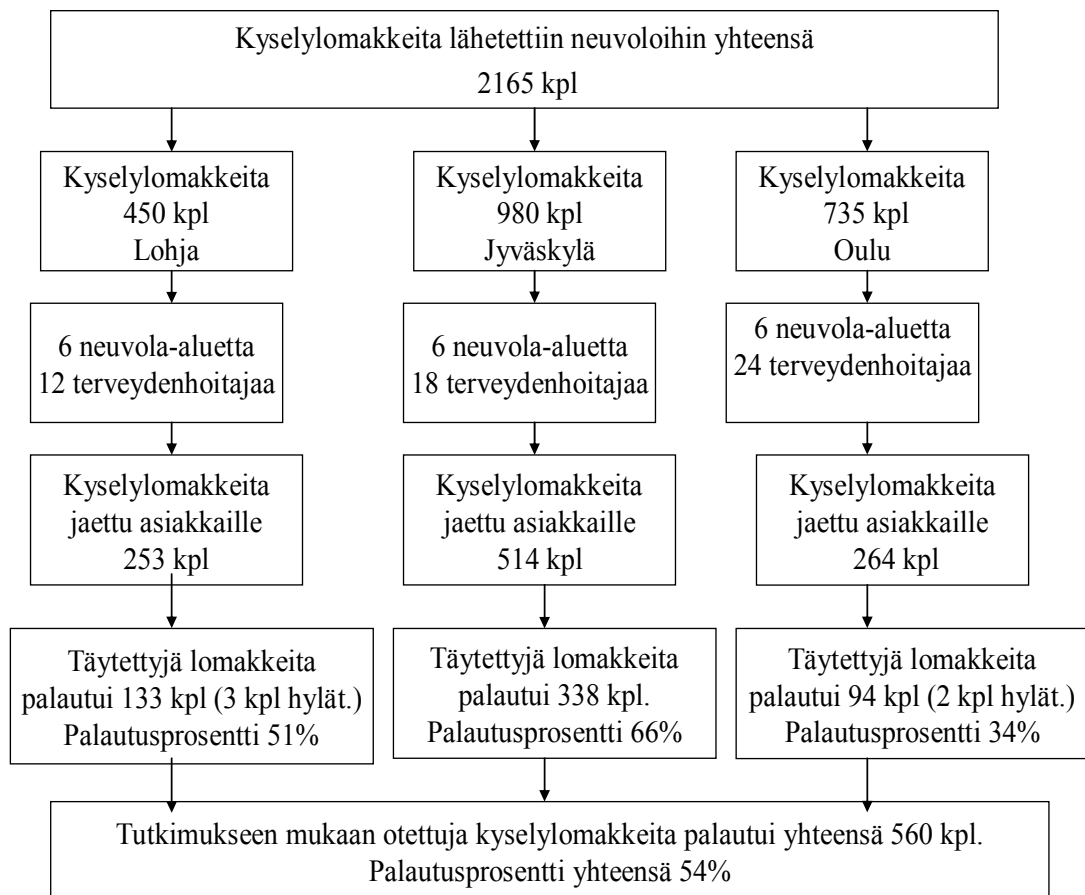 Kyselylomakkeita lähetettiin neuvoloihin yhteensä
2165 kpl
Kyselylomakkeita
450 kpl
Lohja
Kyselylomakkeita
980 kpl
Jyväskylä
Kyselylomakkeita
735 kpl
Oulu
6 neuvola-aluetta
12 terveydenhoitajaa
6 neuvola-aluetta
18 terveydenhoitajaa
6 neuvola-aluetta
24 terveydenhoitajaa
Kyselylomakkeita
jaettu asiakkaille
253 kpl
Kyselylomakkeita
jaettu asiakkaille
514 kpl
Kyselylomakkeita
jaettu asiakkaille
264 kpl
Täytettyjä lomakkeita
palautui 133 kpl (3 kpl hylät.)
Palautusprosentti 51%
Täytettyjä lomakkeita
palautui 338 kpl.
Palautusprosentti 66%
Täytettyjä lomakkeita
palautui 94 kpl (2 kpl hylät.)
Palautusprosentti 34%
Tutkimukseen mukaan otettuja kyselylomakkeita palautui yhteensä 560 kpl.
Palautusprosentti yhteensä 54%